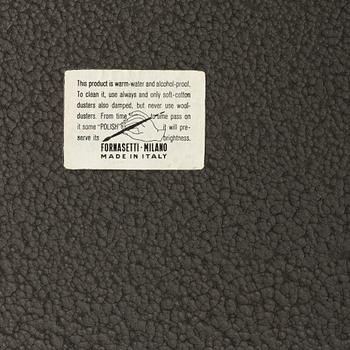 This product is warm-water and alcohol-proof.
To clean it, use always and only soft-cotton
dusters also damped, but never use wool-
dusters. From time to time pass on
it some "POLISH it will pre-
serve its brightness.
FORNASETTI · MILANO
MADE IN ITALY